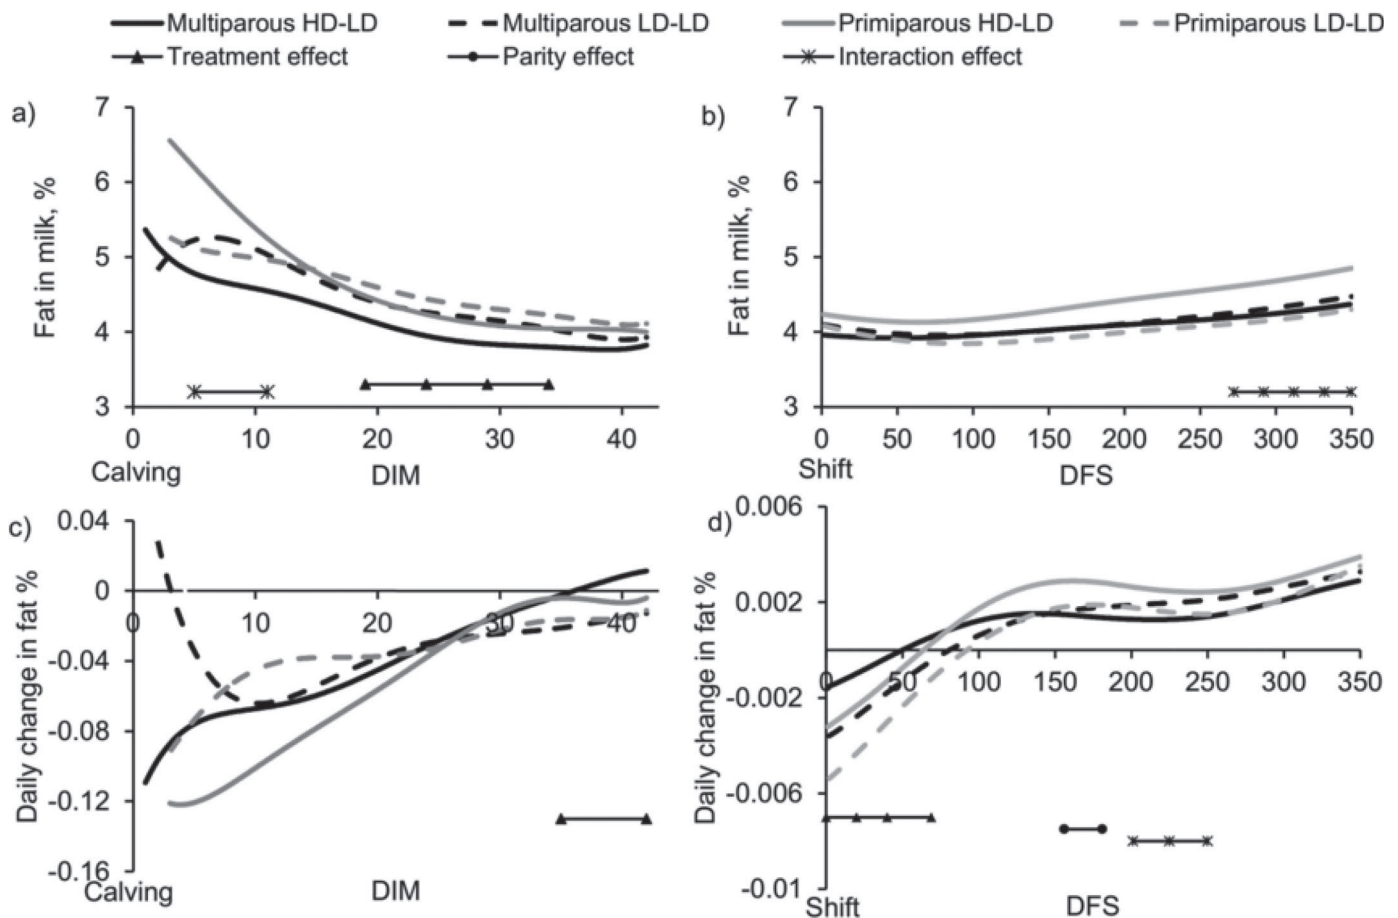 Multiparous HD-LD Multiparous LD-LD Primiparous HD-LD Primiparous LD-LD
Treatment effect Parity effect Interaction effect
a)
Fat in milk, %
7
6
5
4
3
0 10 20 30 40
Calving DIM
b)
Fat in milk, %
7
6
5
4
3
0 50 100 150 200 250 300 350
Shift DFS
c)
Daily change in fat %
0.04
0
-0.04
-0.08
-0.12
-0.16
0 10 20 30 40
Calving DIM
d)
Daily change in fat %
0.006
0.002
-0.002
-0.006
-0.01
0 50 100 150 200 250 300 350
Shift DFS